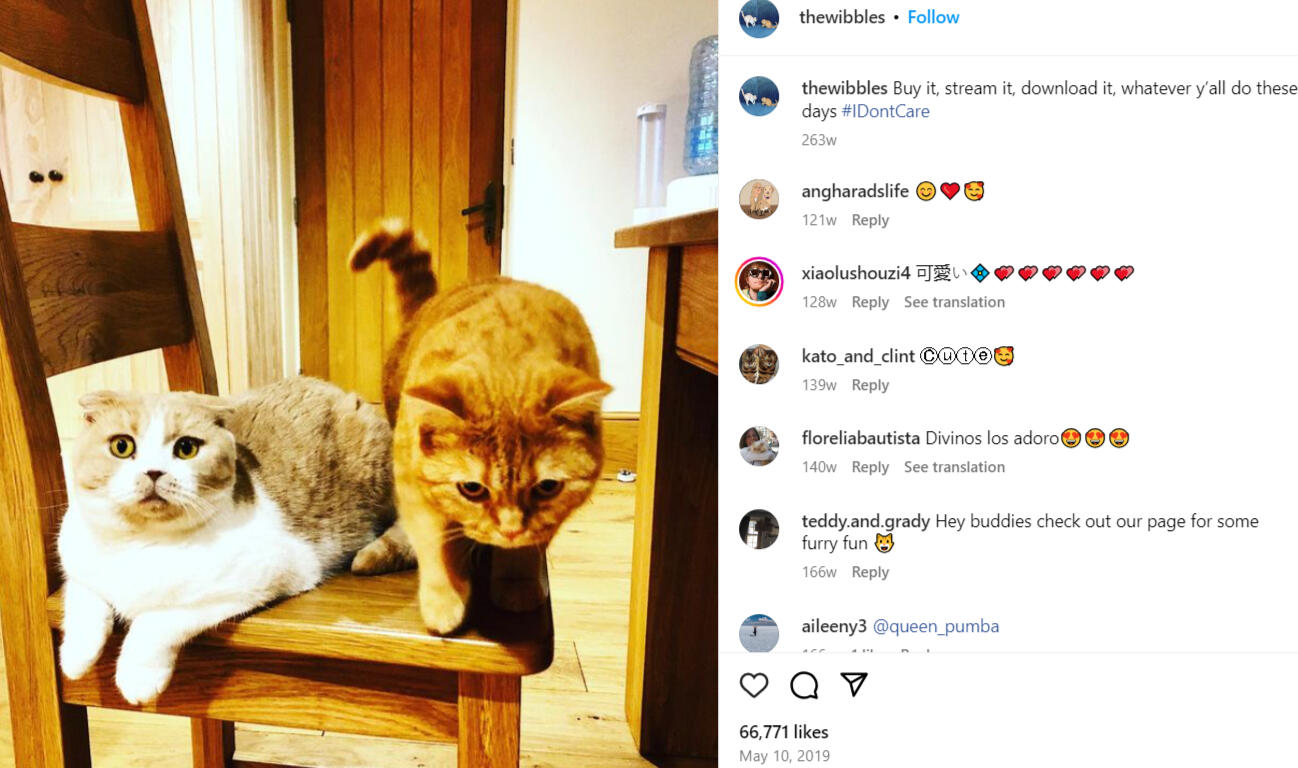 thewibbles • Follow
thewibbles Buy it, stream it, download it, whatever y’all do these
days #IDontCare
263w
angharadslife 😊❤️🥰
121w Reply
xiaolushouzi4 可愛い💠💕💕💕💕💕💕
128w Reply See translation
kato_and_clint Ⓒⓤⓣⓔ🥰
139w Reply
floreliabautista Divinos los adoro😍😍😍
140w Reply See translation
teddy.and.grady Hey buddies check out our page for some
furry fun 😺
166w Reply
aileeny3 @queen_pumba
66,771 likes
May 10, 2019